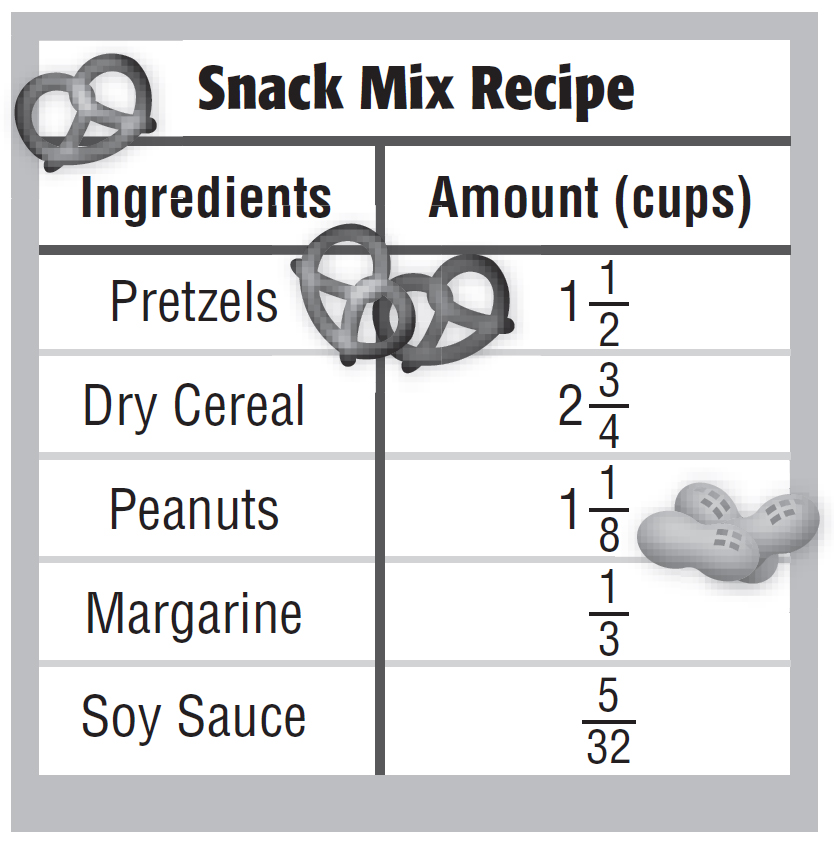 Snack Mix Recipe
Ingredients Amount (cups)
Pretzels 1 1/2
Dry Cereal 2 3/4
Peanuts 1 1/8
Margarine 1/3
Soy Sauce 5/32